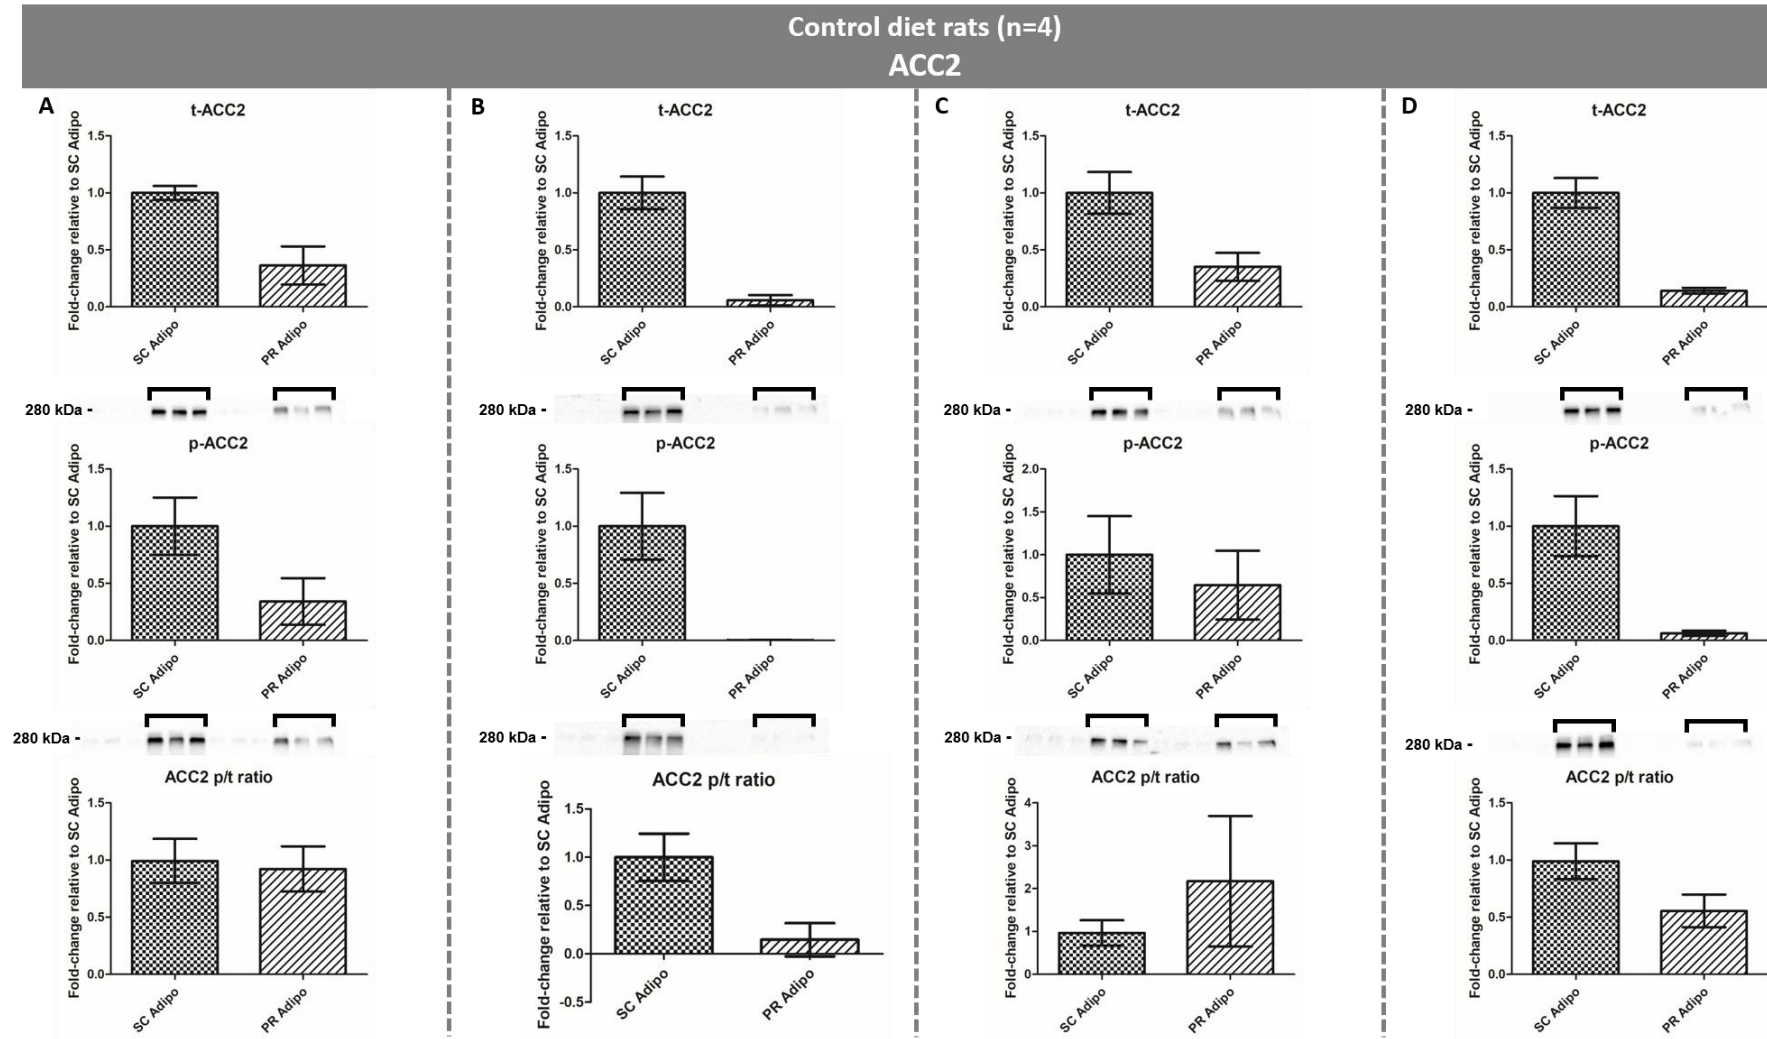 Control diet rats (n=4)
ACC2
A
t-ACC2
Fold-change relative to SC Adipo
1.5
1.0
0.5
0.0
SC Adipo
PR Adipo
280 kDa -
p-ACC2
Fold-change relative to SC Adipo
1.5
1.0
0.5
0.0
SC Adipo
PR Adipo
280 kDa -
ACC2 p/t ratio
Fold-change relative to SC Adipo
1.5
1.0
0.5
0.0
SC Adipo
PR Adipo
B
t-ACC2
Fold-change relative to SC Adipo
1.5
1.0
0.5
0.0
SC Adipo
PR Adipo
280 kDa -
p-ACC2
Fold-change relative to SC Adipo
1.5
1.0
0.5
0.0
SC Adipo
PR Adipo
280 kDa -
ACC2 p/t ratio
Fold-change relative to SC Adipo
1.5
1.0
0.5
0.0
-0.5
SC Adipo
PR Adipo
C
t-ACC2
Fold-change relative to SC Adipo
1.5
1.0
0.5
0.0
SC Adipo
PR Adipo
280 kDa -
p-ACC2
Fold-change relative to SC Adipo
2.0
1.5
1.0
0.5
0.0
SC Adipo
PR Adipo
280 kDa -
ACC2 p/t ratio
Fold-change relative to SC Adipo
4
3
2
1
0
SC Adipo
PR Adipo
D
t-ACC2
Fold-change relative to SC Adipo
1.5
1.0
0.5
0.0
SC Adipo
PR Adipo
280 kDa -
p-ACC2
Fold-change relative to SC Adipo
1.5
1.0
0.5
0.0
SC Adipo
PR Adipo
280 kDa -
ACC2 p/t ratio
Fold-change relative to SC Adipo
1.5
1.0
0.5
0.0
SC Adipo
PR Adipo